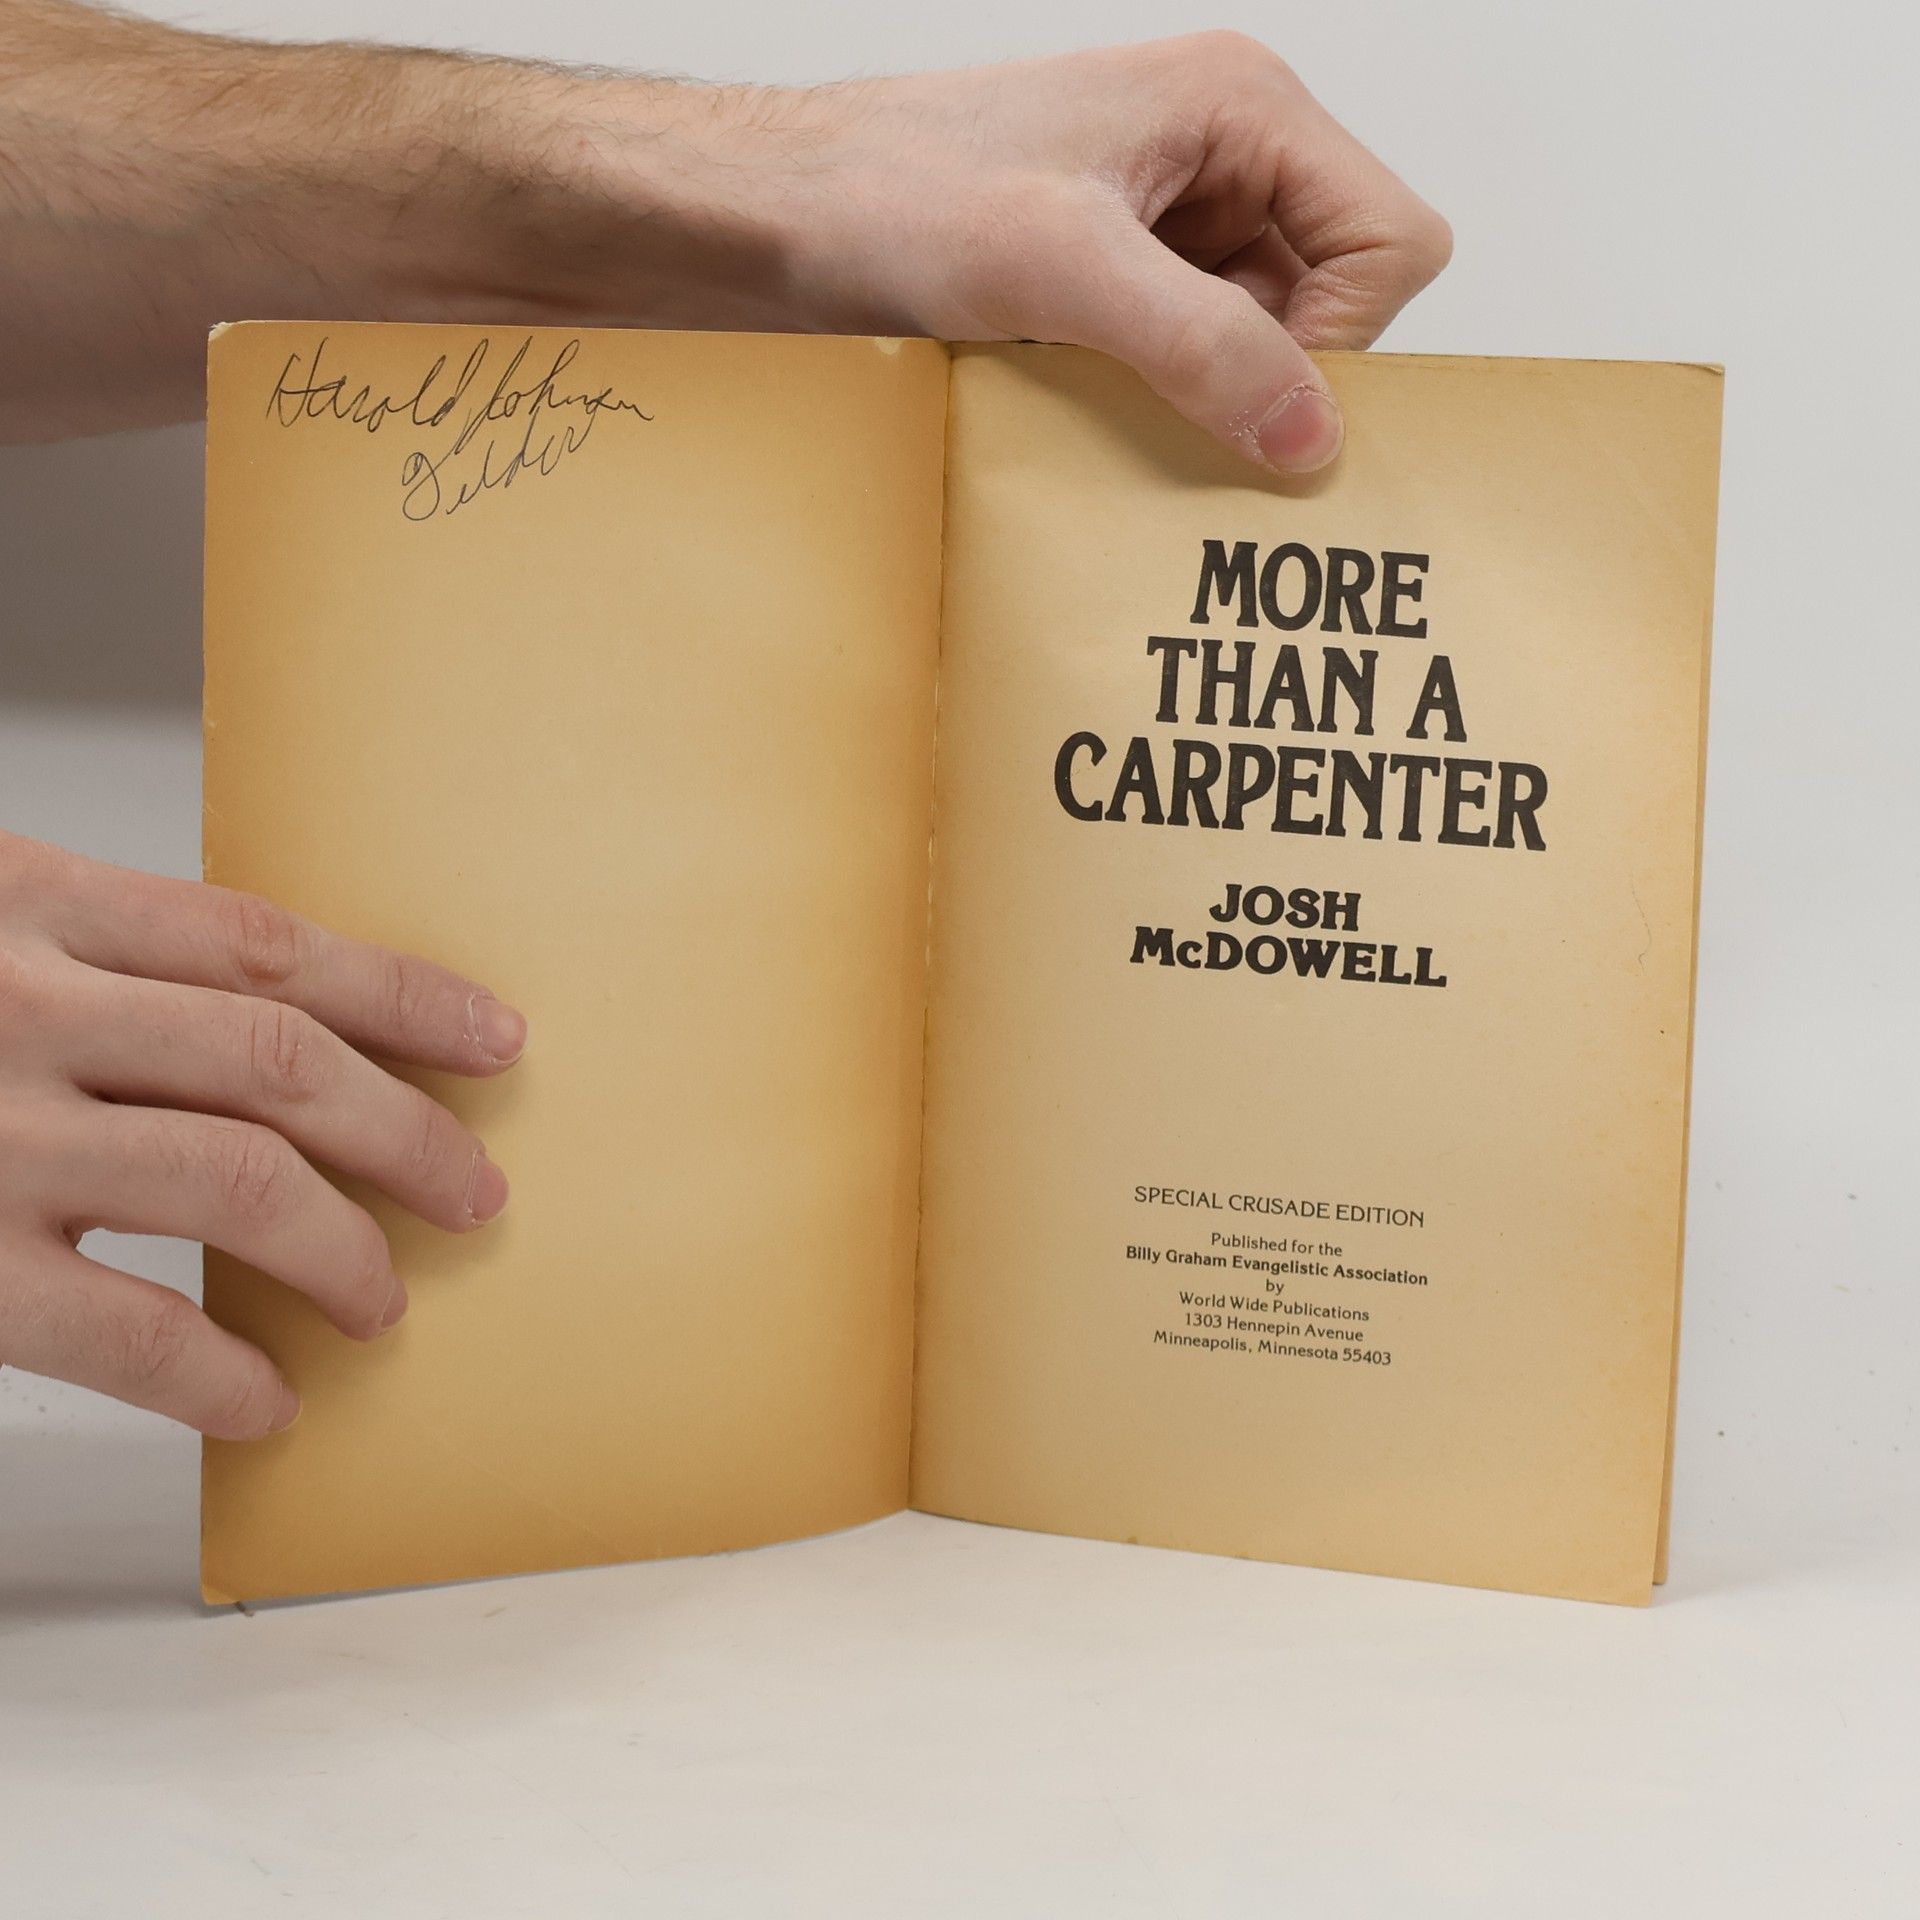 Harold Johnson
MORE
THAN A
CARPENTER
JOSH
McDOWELL
SPECIAL CRUSADE EDITION
Published for the
Billy Graham Evangelistic Association
by
World Wide Publications
1303 Hennepin Avenue
Minneapolis, Minnesota 55403